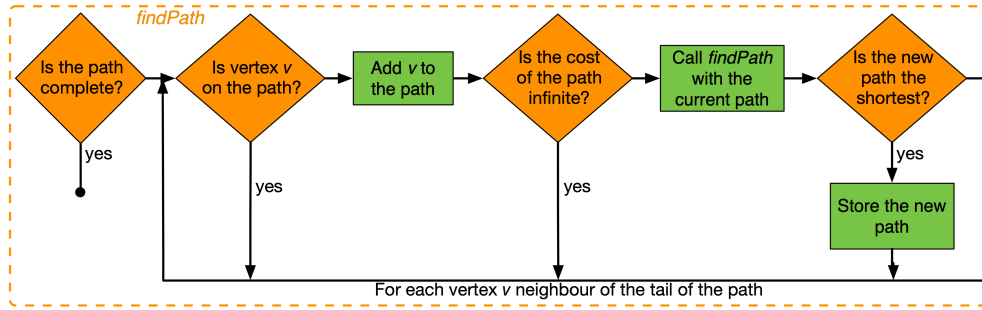 findPath
Is the path
complete?
yes
Is vertex v
on the path?
yes
Add v to
the path
Is the cost
of the path
infinite?
yes
Call findPath
with the
current path
Is the new
path the
shortest?
yes
Store the new
path
For each vertex v neighbour of the tail of the path